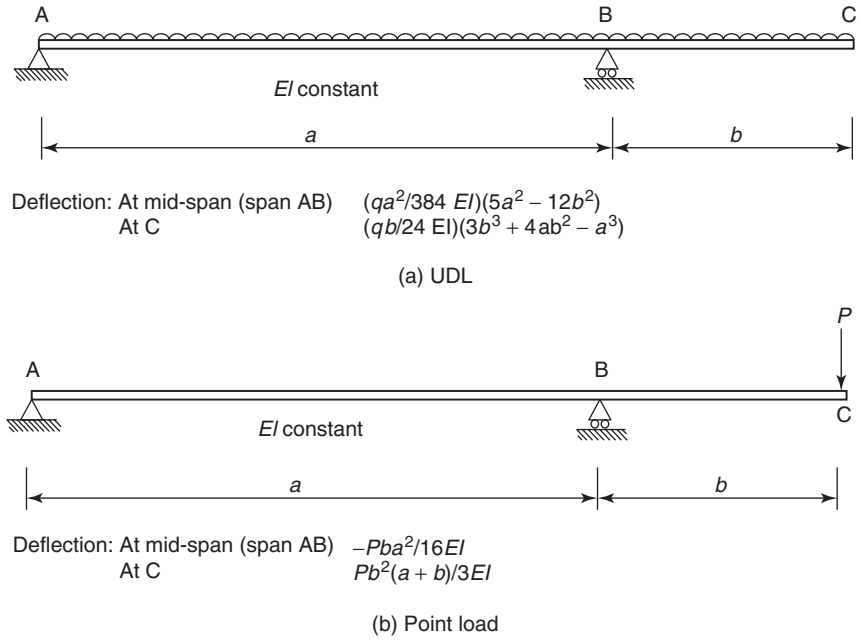 A B C
EI constant
a b
Deflection: At mid-span (span AB) (qa²/384 EI)(5a² – 12b²)
At C (qb/24 EI)(3b³ + 4ab² – a³)
(a) UDL
P
A B
C
EI constant
a b
Deflection: At mid-span (span AB) –Pba²/16EI
At C Pb²(a + b)/3EI
(b) Point load